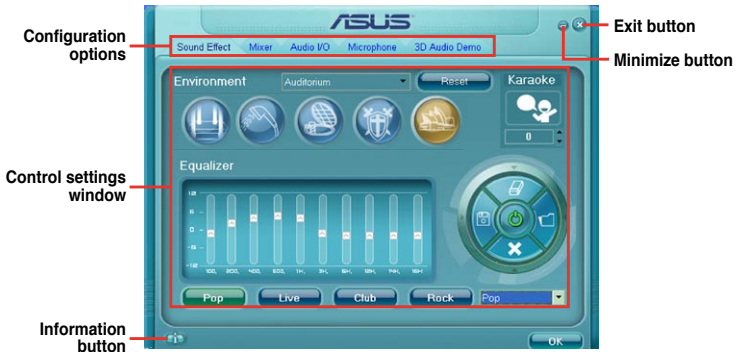 ASUS
Configuration options
Exit button
Minimize button
Sound Effect Mixer Audio I/O Microphone 3D Audio Demo
Environment Auditorium Reset Karaoke
0
Control settings window
Equalizer
Pop Live Club Rock Pop
Information button
OK